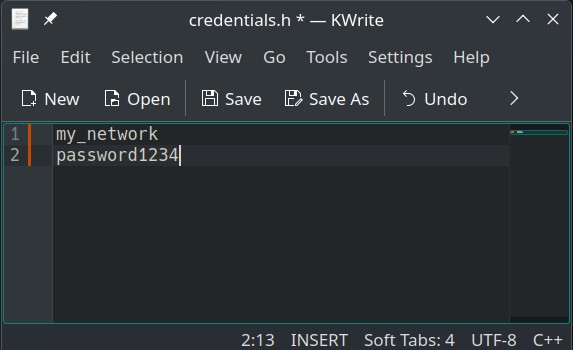 credentials.h * — KWrite
File Edit Selection View Go Tools Settings Help
New Open Save Save As Undo
1 my_network
2 password1234
2:13 INSERT Soft Tabs: 4 UTF-8 C++